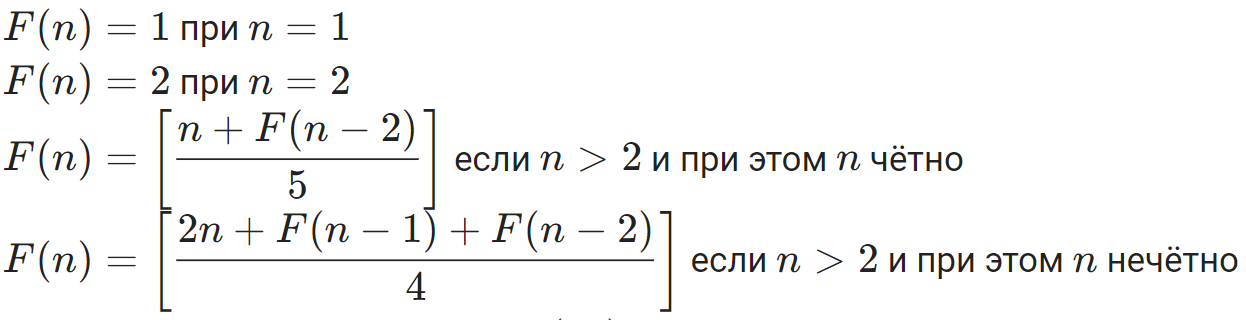 F(n) = 1 при n = 1
F(n) = 2 при n = 2
F(n) = [(n + F(n − 2)) / 5] если n > 2 и при этом n чётно
F(n) = [(2n + F(n − 1) + F(n − 2)) / 4] если n > 2 и при этом n нечётно